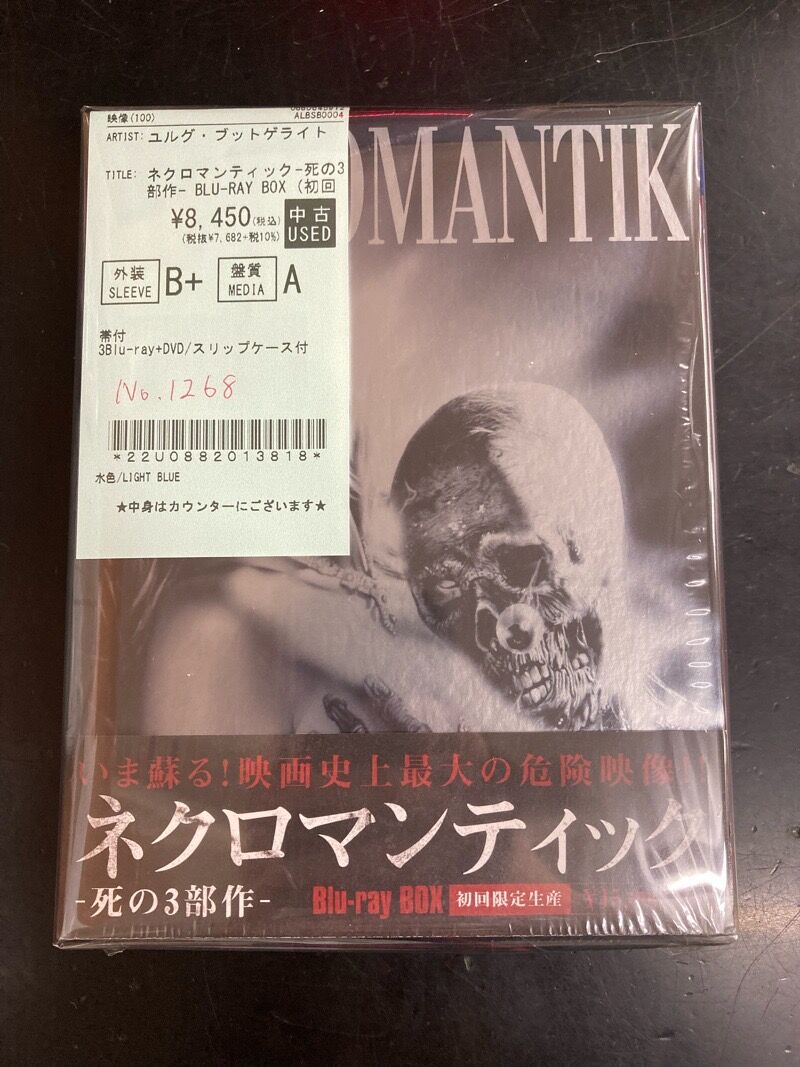 映像(100)
ALBSB0004
ARTIST: ユルグ・ブットゲライト
TITLE: ネクロマンティック-死の3
部作- BLU-RAY BOX (初回
¥8,450(税込)
(税抜¥7,682+税10%)
中古
USED
外装
SLEEVE
B+
盤質
MEDIA
A
帯付
3Blu-ray+DVD/スリップケース付
No.1268
*22U0882013818*
水色/LIGHT BLUE
★中身はカウンターにございます★
OMANTIK
いま蘇る!映画史上最大の危険映像!!
ネクロマンティック
-死の3部作-
Blu-ray BOX 初回限定生産